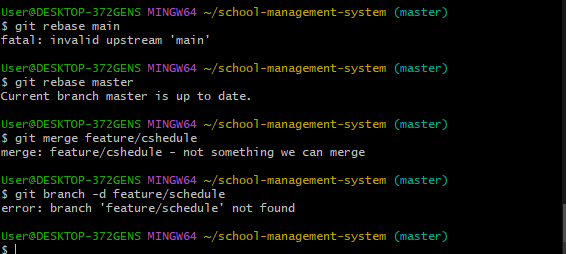 User@DESKTOP-372GENS MINGW64 ~/school-management-system (master)
$ git rebase main
fatal: invalid upstream 'main'
User@DESKTOP-372GENS MINGW64 ~/school-management-system (master)
$ git rebase master
Current branch master is up to date.
User@DESKTOP-372GENS MINGW64 ~/school-management-system (master)
$ git merge feature/cshedule
merge: feature/cshedule - not something we can merge
User@DESKTOP-372GENS MINGW64 ~/school-management-system (master)
$ git branch -d feature/schedule
error: branch 'feature/schedule' not found
User@DESKTOP-372GENS MINGW64 ~/school-management-system (master)
$